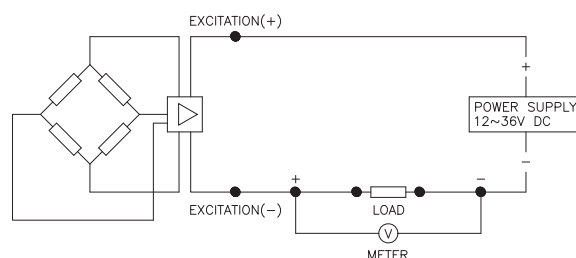 EXCITATION(+)
+
POWER SUPPLY
12~36V DC
−
+
−
EXCITATION(−)
LOAD
V
METER